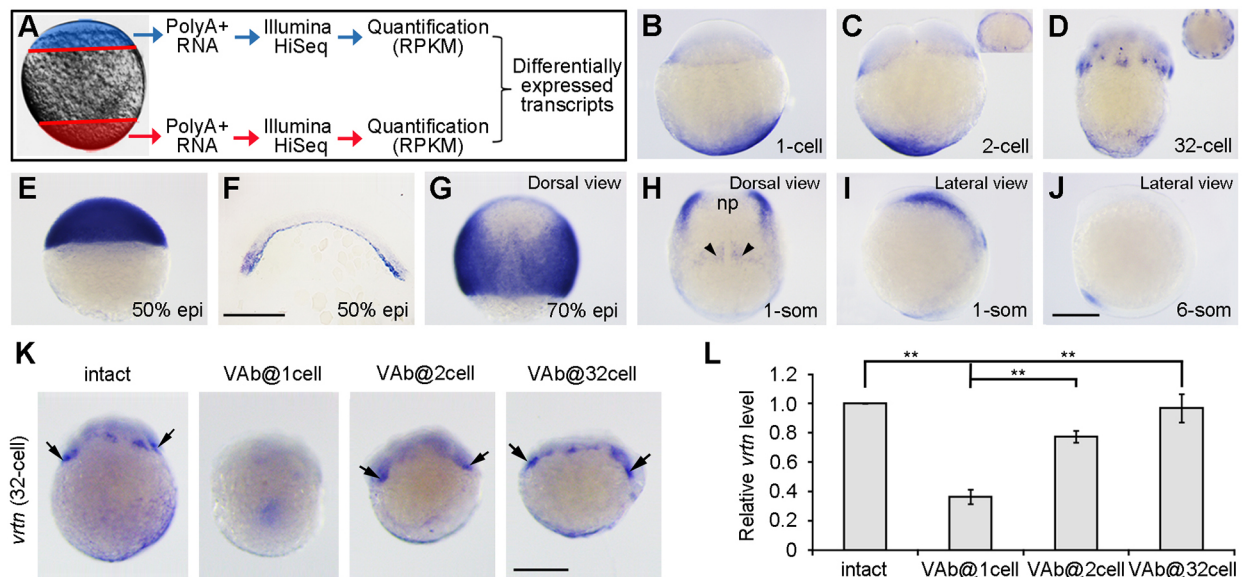 A
PolyA+
RNA
Illumina
HiSeq
Quantification
(RPKM)
PolyA+
RNA
Illumina
HiSeq
Quantification
(RPKM)
Differentially
expressed
transcripts
B
1-cell
C
2-cell
D
32-cell
E
50% epi
F
50% epi
G
Dorsal view
70% epi
H
Dorsal view
np
1-som
I
Lateral view
1-som
J
Lateral view
6-som
K
intact
VAb@1cell
VAb@2cell
VAb@32cell
vrtn (32-cell)
L
Relative vrtn level
** **
**
1.2
1.0
0.8
0.6
0.4
0.2
0
intact
VAb@1cell
VAb@2cell
VAb@32cell